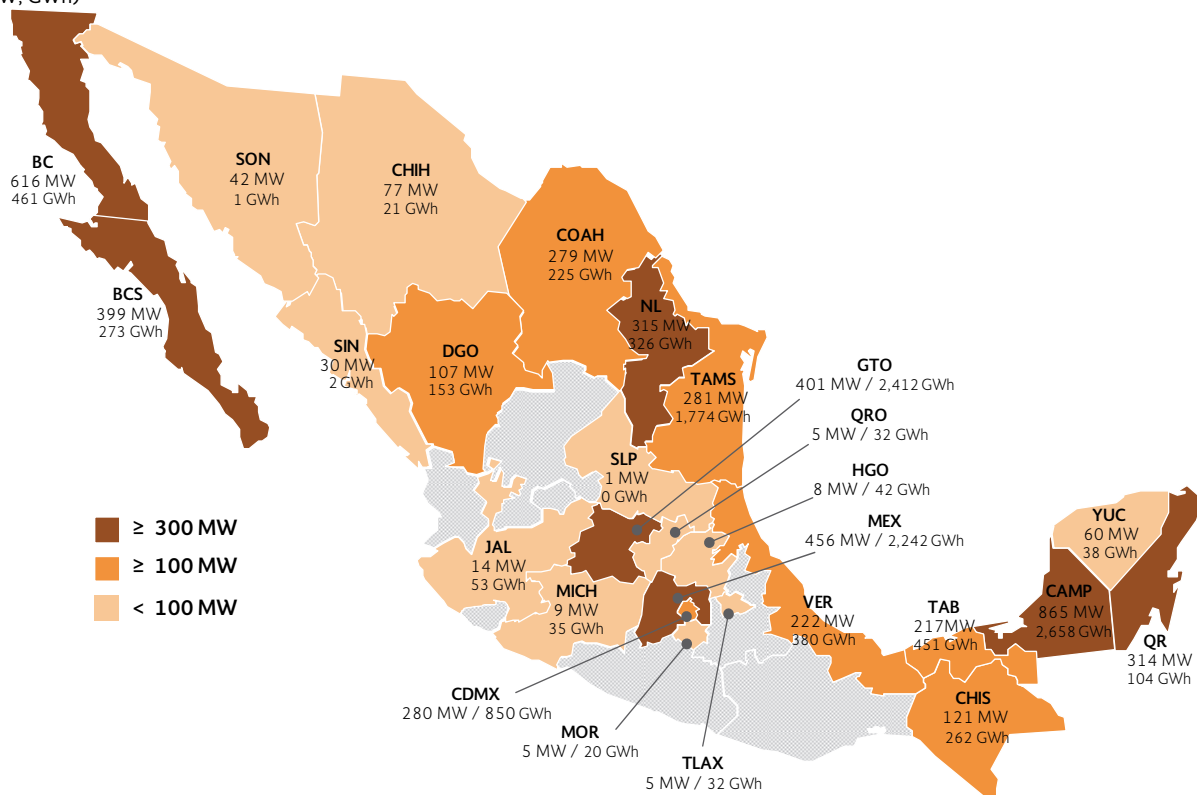 W, GWh)
BC
616 MW
461 GWh
SON
42 MW
1 GWh
CHIH
77 MW
21 GWh
COAH
279 MW
225 GWh
BCS
399 MW
273 GWh
NL
315 MW
326 GWh
SIN
30 MW
2 GWh
DGO
107 MW
153 GWh
TAMS
281 MW
1,774 GWh
GTO
401 MW / 2,412 GWh
QRO
5 MW / 32 GWh
SLP
1 MW
0 GWh
HGO
8 MW / 42 GWh
MEX
456 MW / 2,242 GWh
≥ 300 MW
≥ 100 MW
< 100 MW
JAL
14 MW
53 GWh
MICH
9 MW
35 GWh
YUC
60 MW
38 GWh
VER
222 MW
380 GWh
TAB
217MW
451 GWh
CAMP
865 MW
2,658 GWh
QR
314 MW
104 GWh
CHIS
121 MW
262 GWh
CDMX
280 MW / 850 GWh
MOR
5 MW / 20 GWh
TLAX
5 MW / 32 GWh